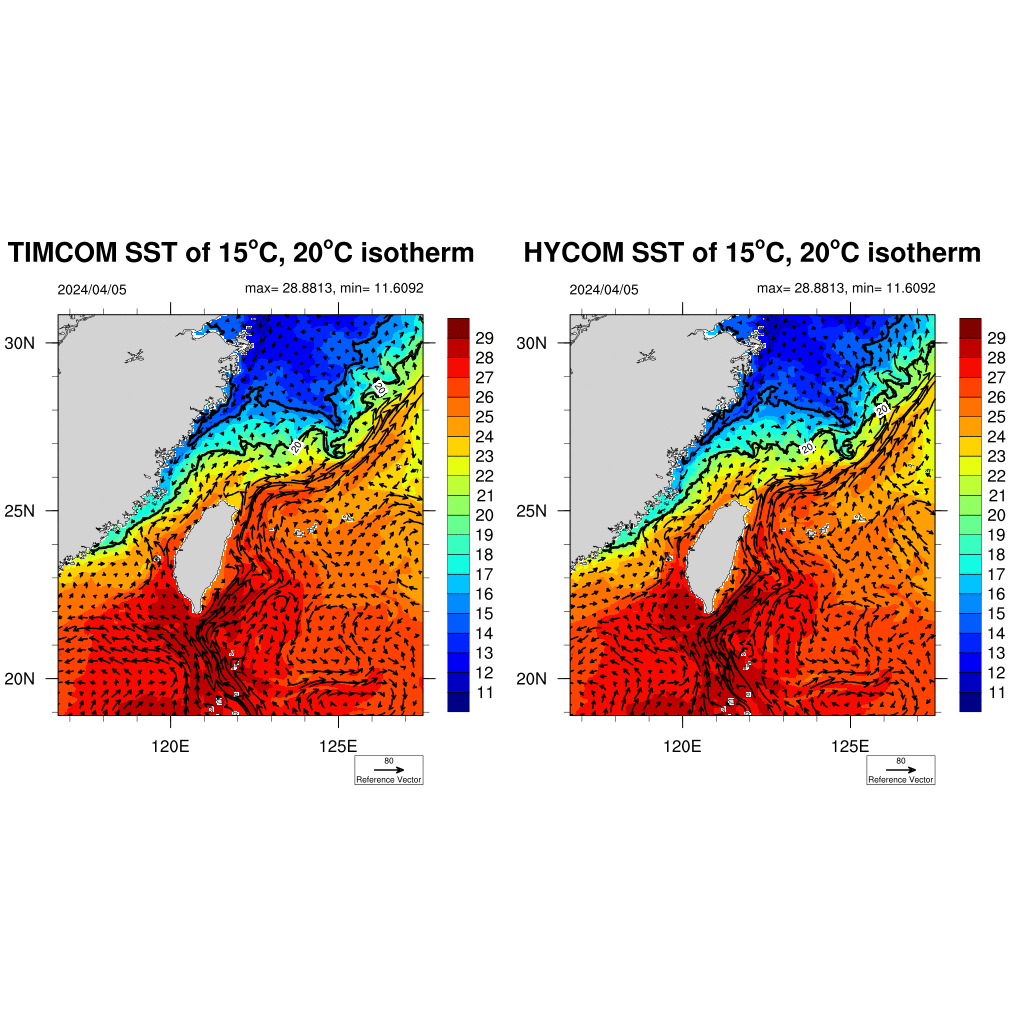 TIMCOM SST of 15°C, 20°C isotherm
2024/04/05
max= 28.8813, min= 11.6092
30N
25N
20N
120E
125E
20
20
29
28
27
26
25
24
23
22
21
20
19
18
17
16
15
14
13
12
11
80
Reference Vector
HYCOM SST of 15°C, 20°C isotherm
2024/04/05
max= 28.8813, min= 11.6092
30N
25N
20N
120E
125E
20
20
29
28
27
26
25
24
23
22
21
20
19
18
17
16
15
14
13
12
11
80
Reference Vector